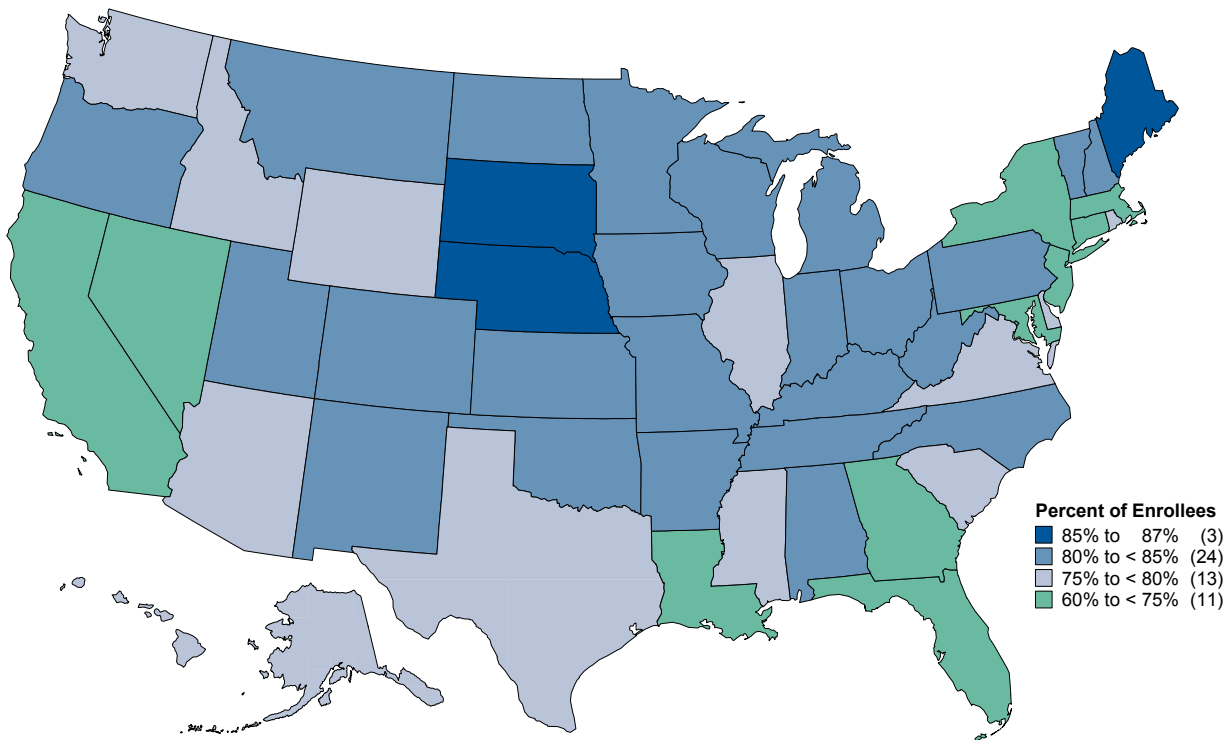 Percent of Enrollees
85% to 87% (3)
80% to < 85% (24)
75% to < 80% (13)
60% to < 75% (11)